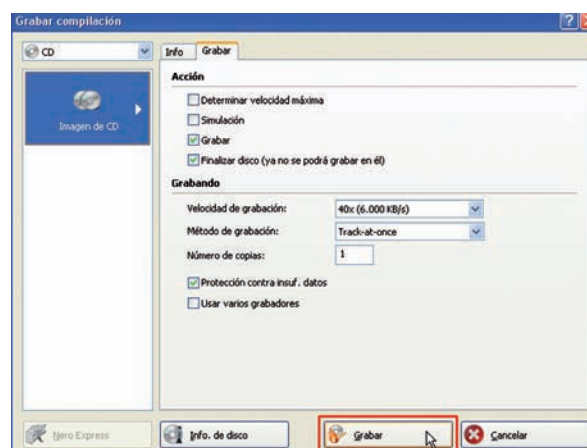 Grabar compilación
CD
Info
Grabar
Imagen de CD
Acción
Determinar velocidad máxima
Simulación
Grabar
Finalizar disco (ya no se podrá grabar en él)
Grabando
Velocidad de grabación:
40x (6.000 KB/s)
Método de grabación:
Track-at-once
Número de copias:
1
Protección contra insuf. datos
Usar varios grabadores
Nero Express
Info. de disco
Grabar
Cancelar